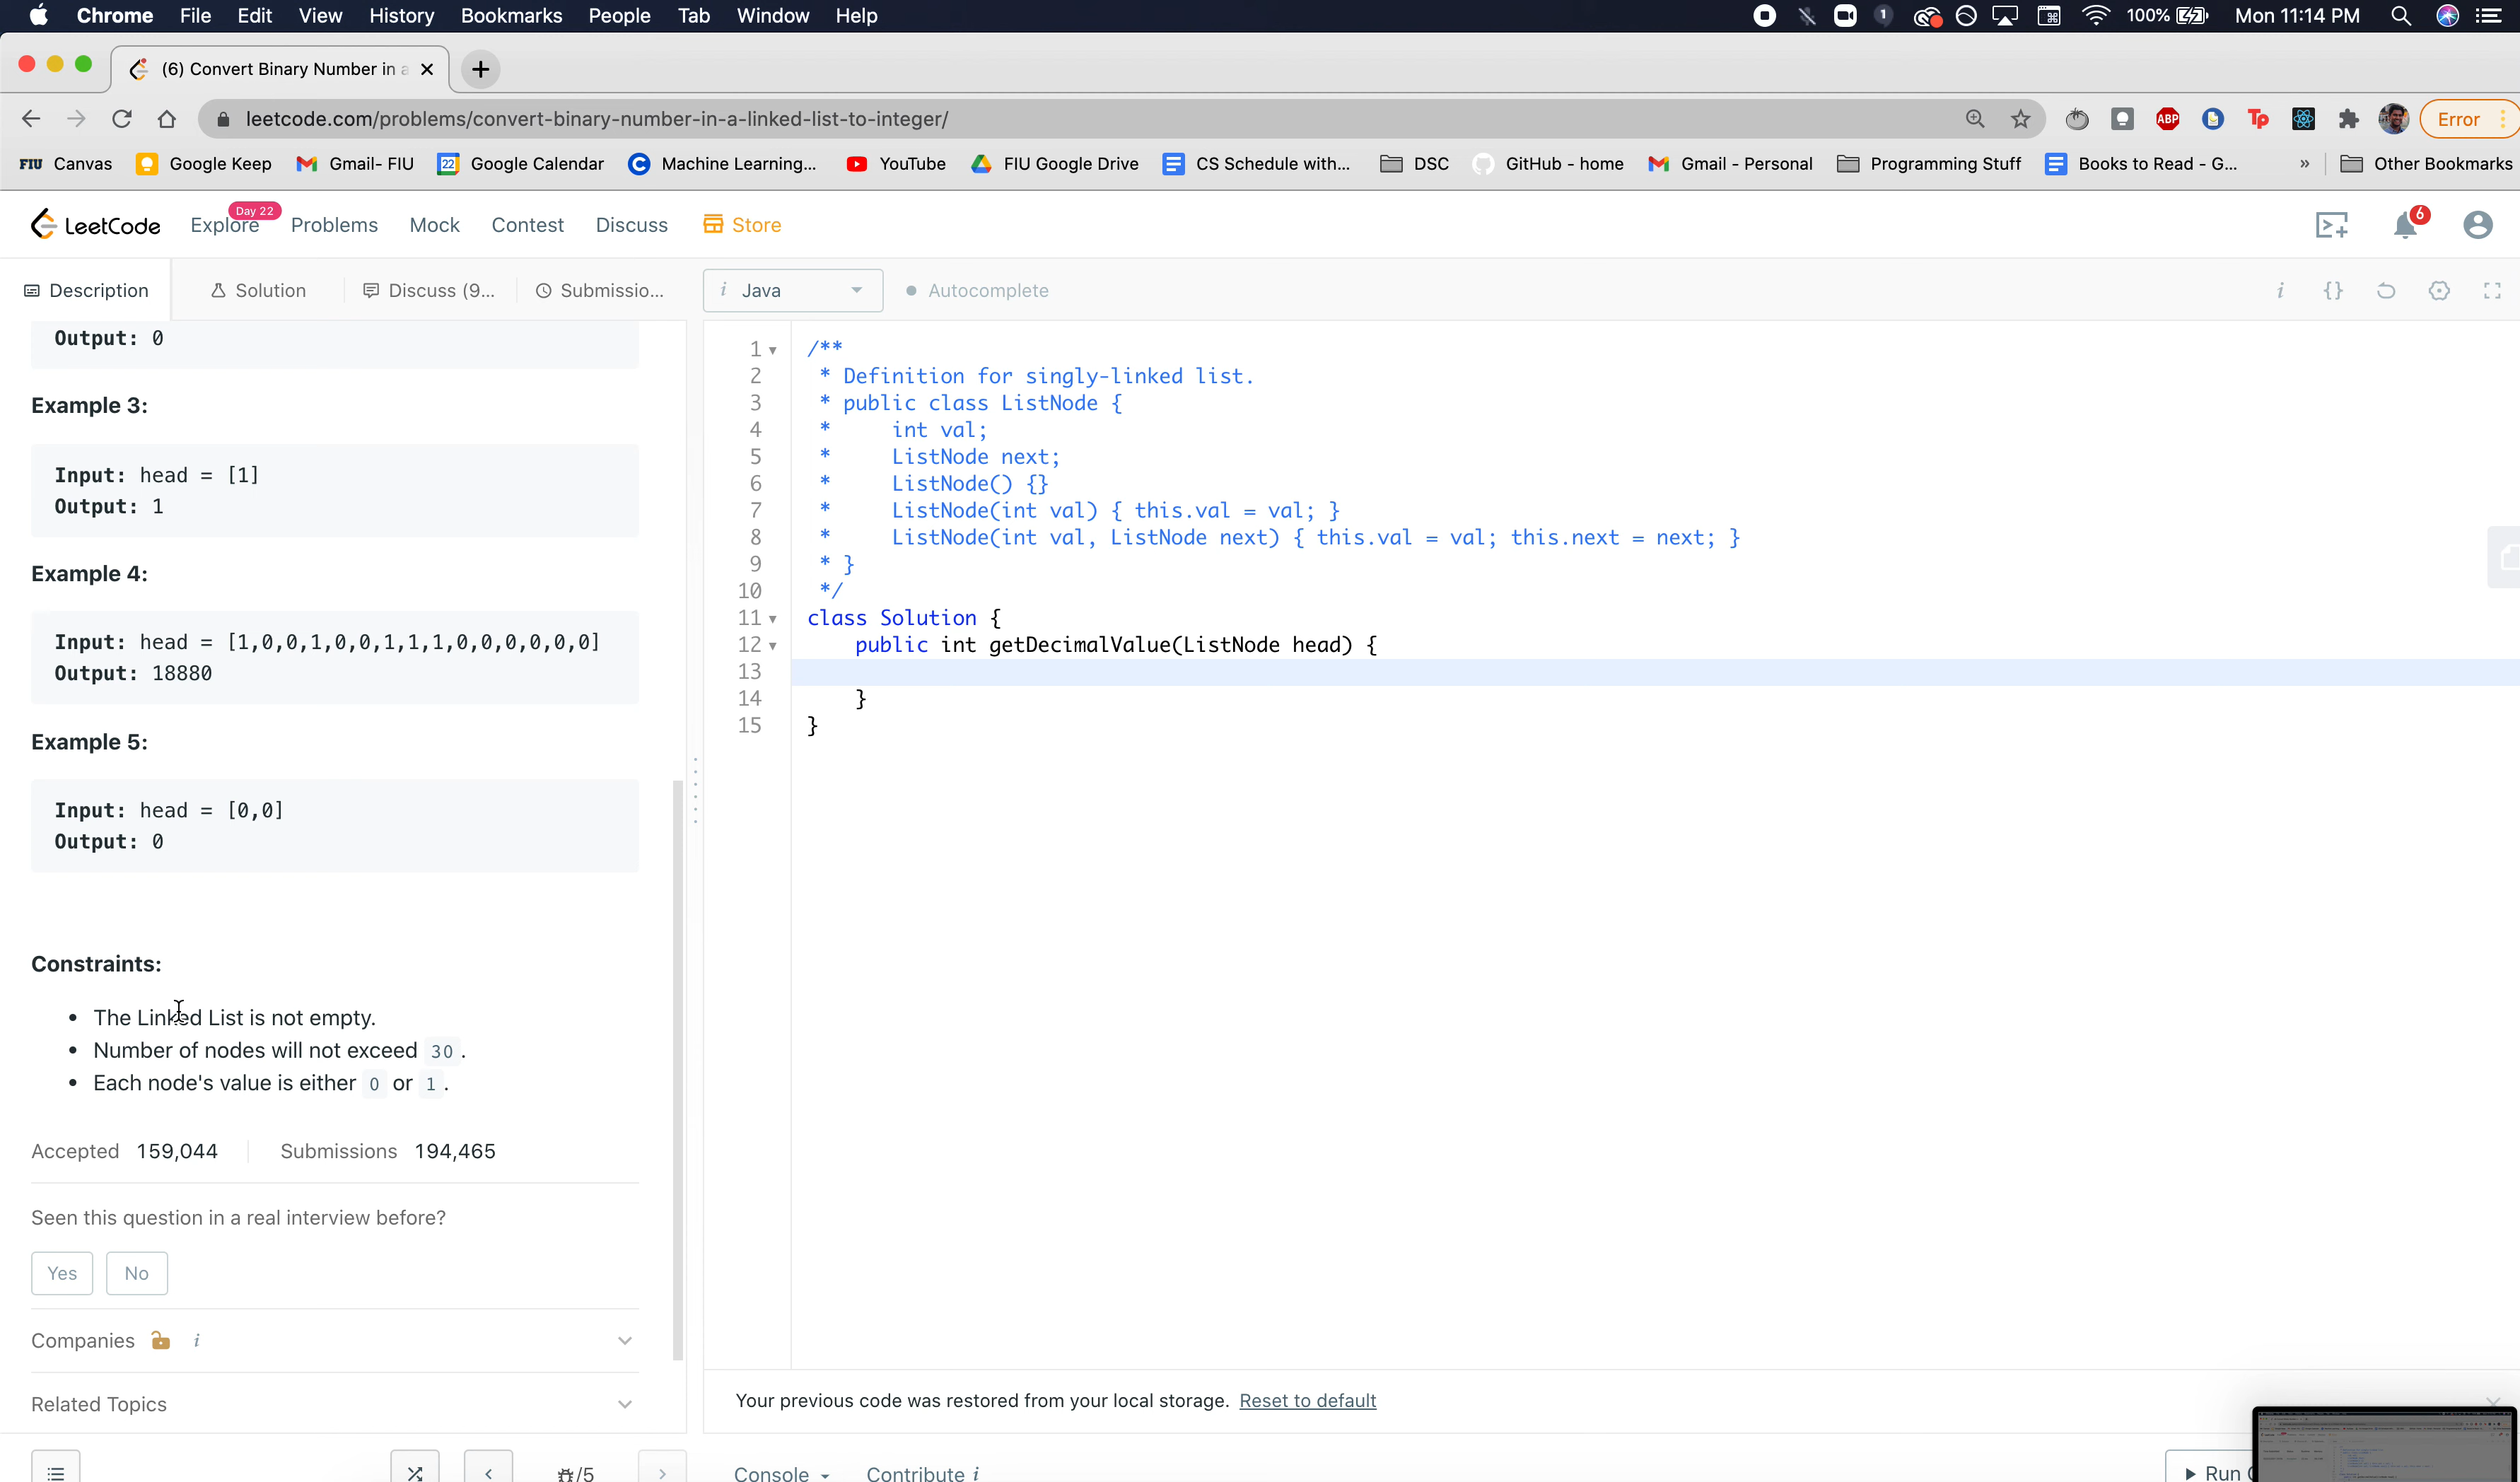 Chrome File Edit View History Bookmarks People Tab Window Help 1 100% Mon 11:14 PM
(6) Convert Binary Number in a
leetcode.com/problems/convert-binary-number-in-a-linked-list-to-integer/ ABP Tp Error
FIU Canvas Google Keep Gmail- FIU 22 Google Calendar C Machine Learning... YouTube FIU Google Drive CS Schedule with... DSC GitHub - home Gmail - Personal Programming Stuff Books to Read - G... » Other Bookmarks
LeetCode Explore Day 22 Problems Mock Contest Discuss Store 6
Description Solution Discuss (9... Submissio... i Java Autocomplete i {}
Output: 0
Example 3:
Input: head = [1]
Output: 1
Example 4:
Input: head = [1,0,0,1,0,0,1,1,1,0,0,0,0,0,0]
Output: 18880
Example 5:
Input: head = [0,0]
Output: 0
Constraints:
• The Linked List is not empty.
• Number of nodes will not exceed 30 .
• Each node's value is either 0 or 1 .
Accepted 159,044 Submissions 194,465
Seen this question in a real interview before?
Yes No
Companies i
Related Topics
/5
1 /**
2 * Definition for singly-linked list.
3 * public class ListNode {
4 * int val;
5 * ListNode next;
6 * ListNode() {}
7 * ListNode(int val) { this.val = val; }
8 * ListNode(int val, ListNode next) { this.val = val; this.next = next; }
9 * }
10 */
11 class Solution {
12 public int getDecimalValue(ListNode head) {
13
14 }
15 }
Your previous code was restored from your local storage. Reset to default
Console Contribute i Run